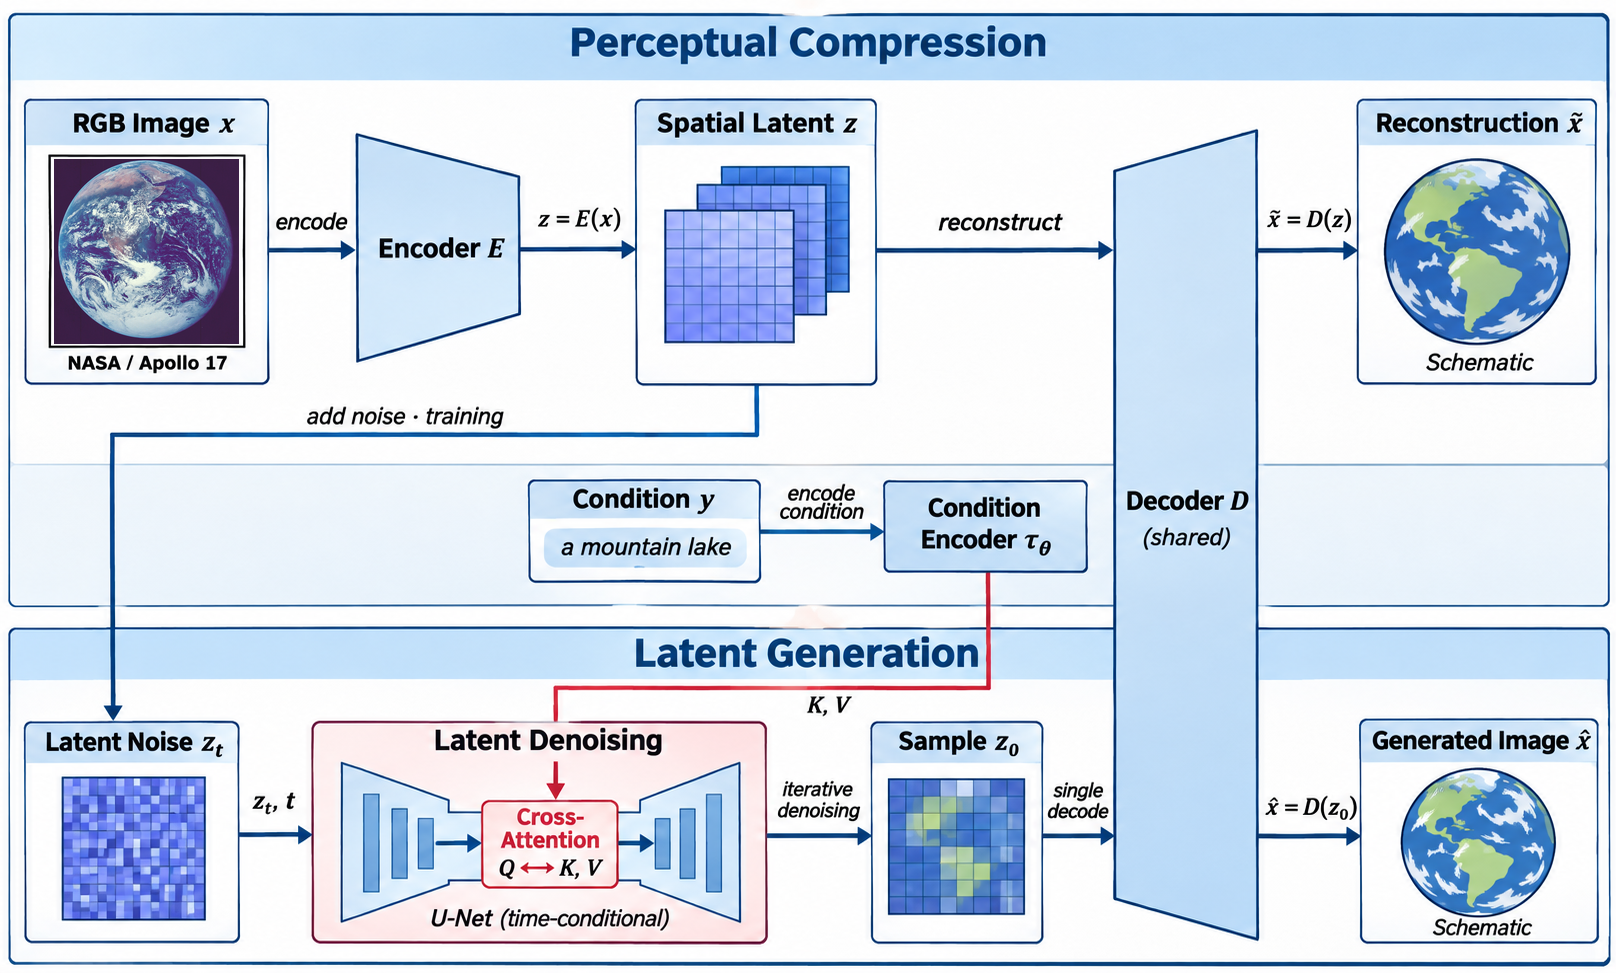 Perceptual Compression
RGB Image x
NASA / Apollo 17
encode
Encoder E
z = E(x)
Spatial Latent z
reconstruct
x̃ = D(z)
Reconstruction x̃
Schematic
add noise · training
Condition y
a mountain lake
encode
condition
Condition
Encoder τθ
Decoder D
(shared)
Latent Generation
K, V
Latent Noise zt
zt, t
Latent Denoising
Cross-
Attention
Q ↔ K, V
U-Net (time-conditional)
iterative
denoising
Sample z0
single
decode
x̂ = D(z0)
Generated Image x̂
Schematic